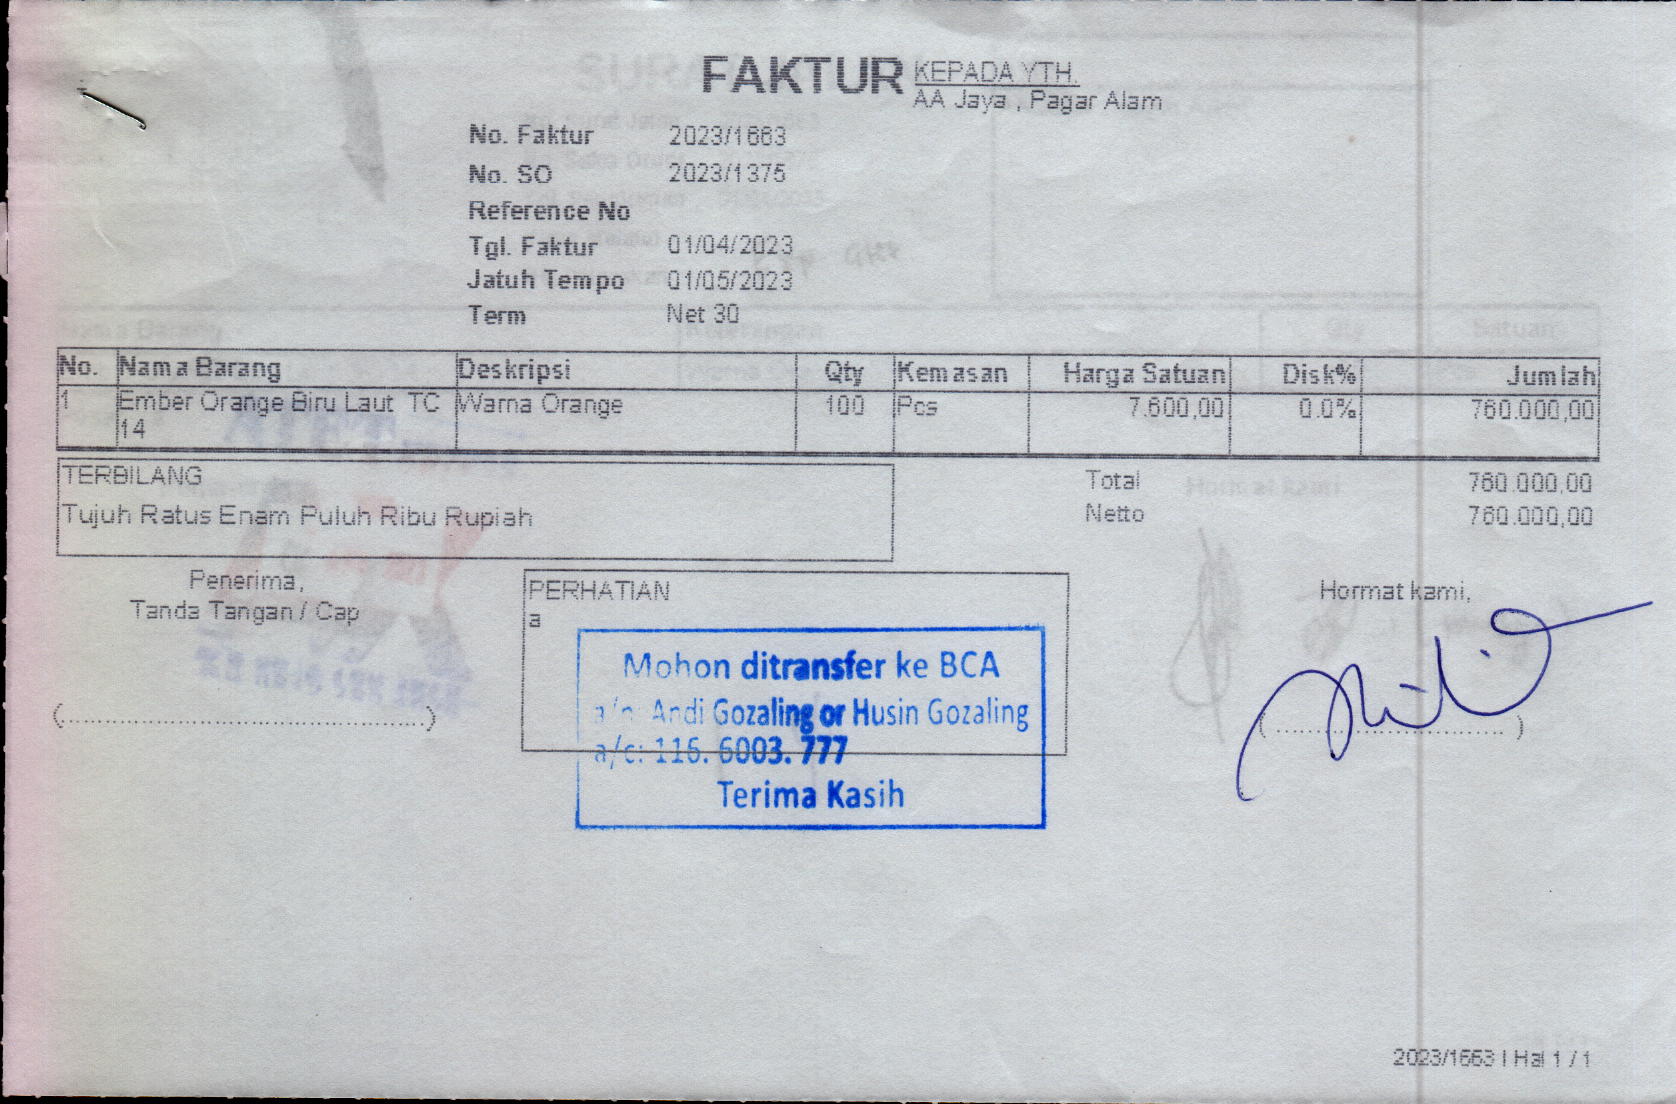 FAKTUR
KEPADA YTH.
AA Jaya , Pagar Alam
No. Faktur 2023/1663
No. SO 2023/1375
Reference No
Tgl. Faktur 01/04/2023
Jatuh Tempo 01/05/2023
Term Net 30
No. Nama Barang Deskripsi Qty Kemasan Harga Satuan Disk% Jumlah
1 Ember Orange Biru Laut TC Warna Orange 100 Pcs 7.600,00 0.0% 760.000,00
14
TERBILANG
Tujuh Ratus Enam Puluh Ribu Rupiah
Total 760.000,00
Netto 760.000,00
Penerima,
Tanda Tangan / Cap
(............................................................)
PERHATIAN
a
Mohon ditransfer ke BCA
a/n: Andi Gozaling or Husin Gozaling
a/c: 116. 6003. 777
Terima Kasih
Hormat kami,
(........................................)
2023/1663 | Hal 1 / 1